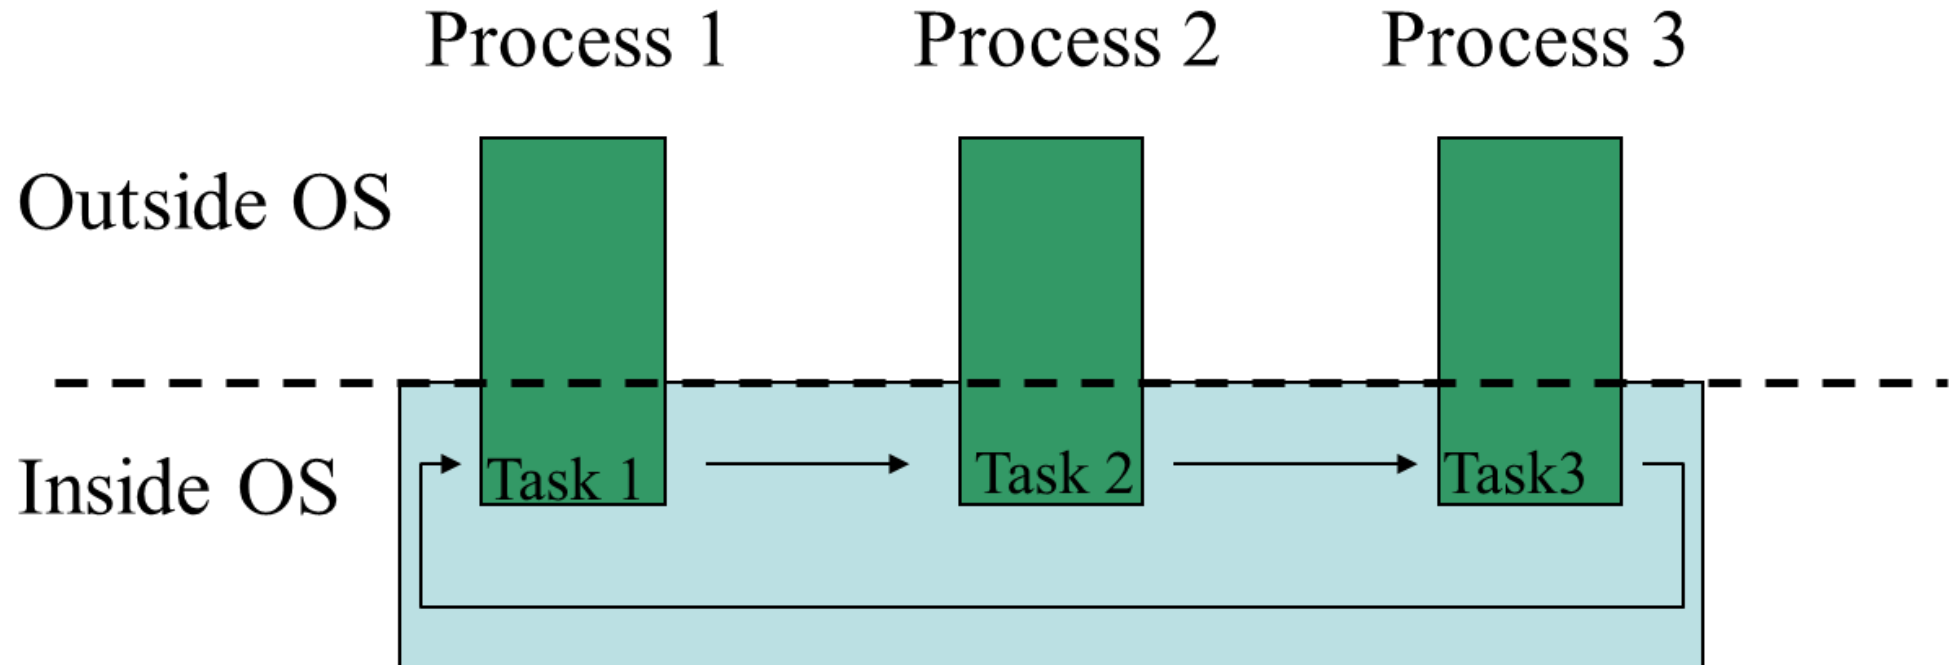 Process 1
Process 2
Process 3
Outside OS
Inside OS
Task 1
Task 2
Task3